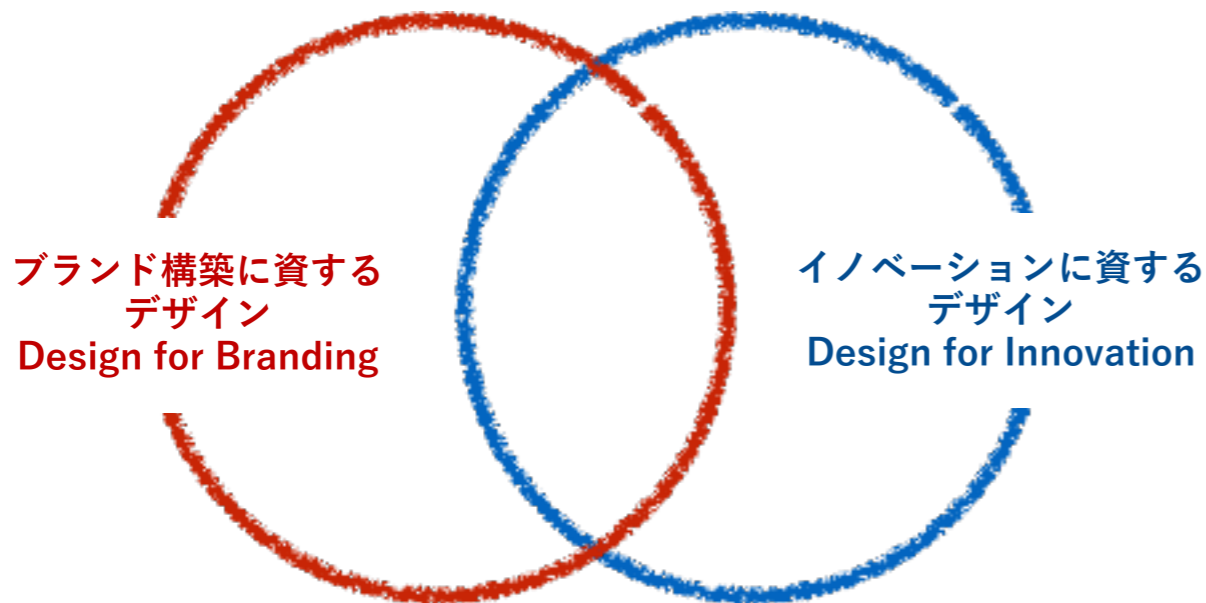 ブランド構築に資する
デザイン
Design for Branding
イノベーションに資する
デザイン
Design for Innovation